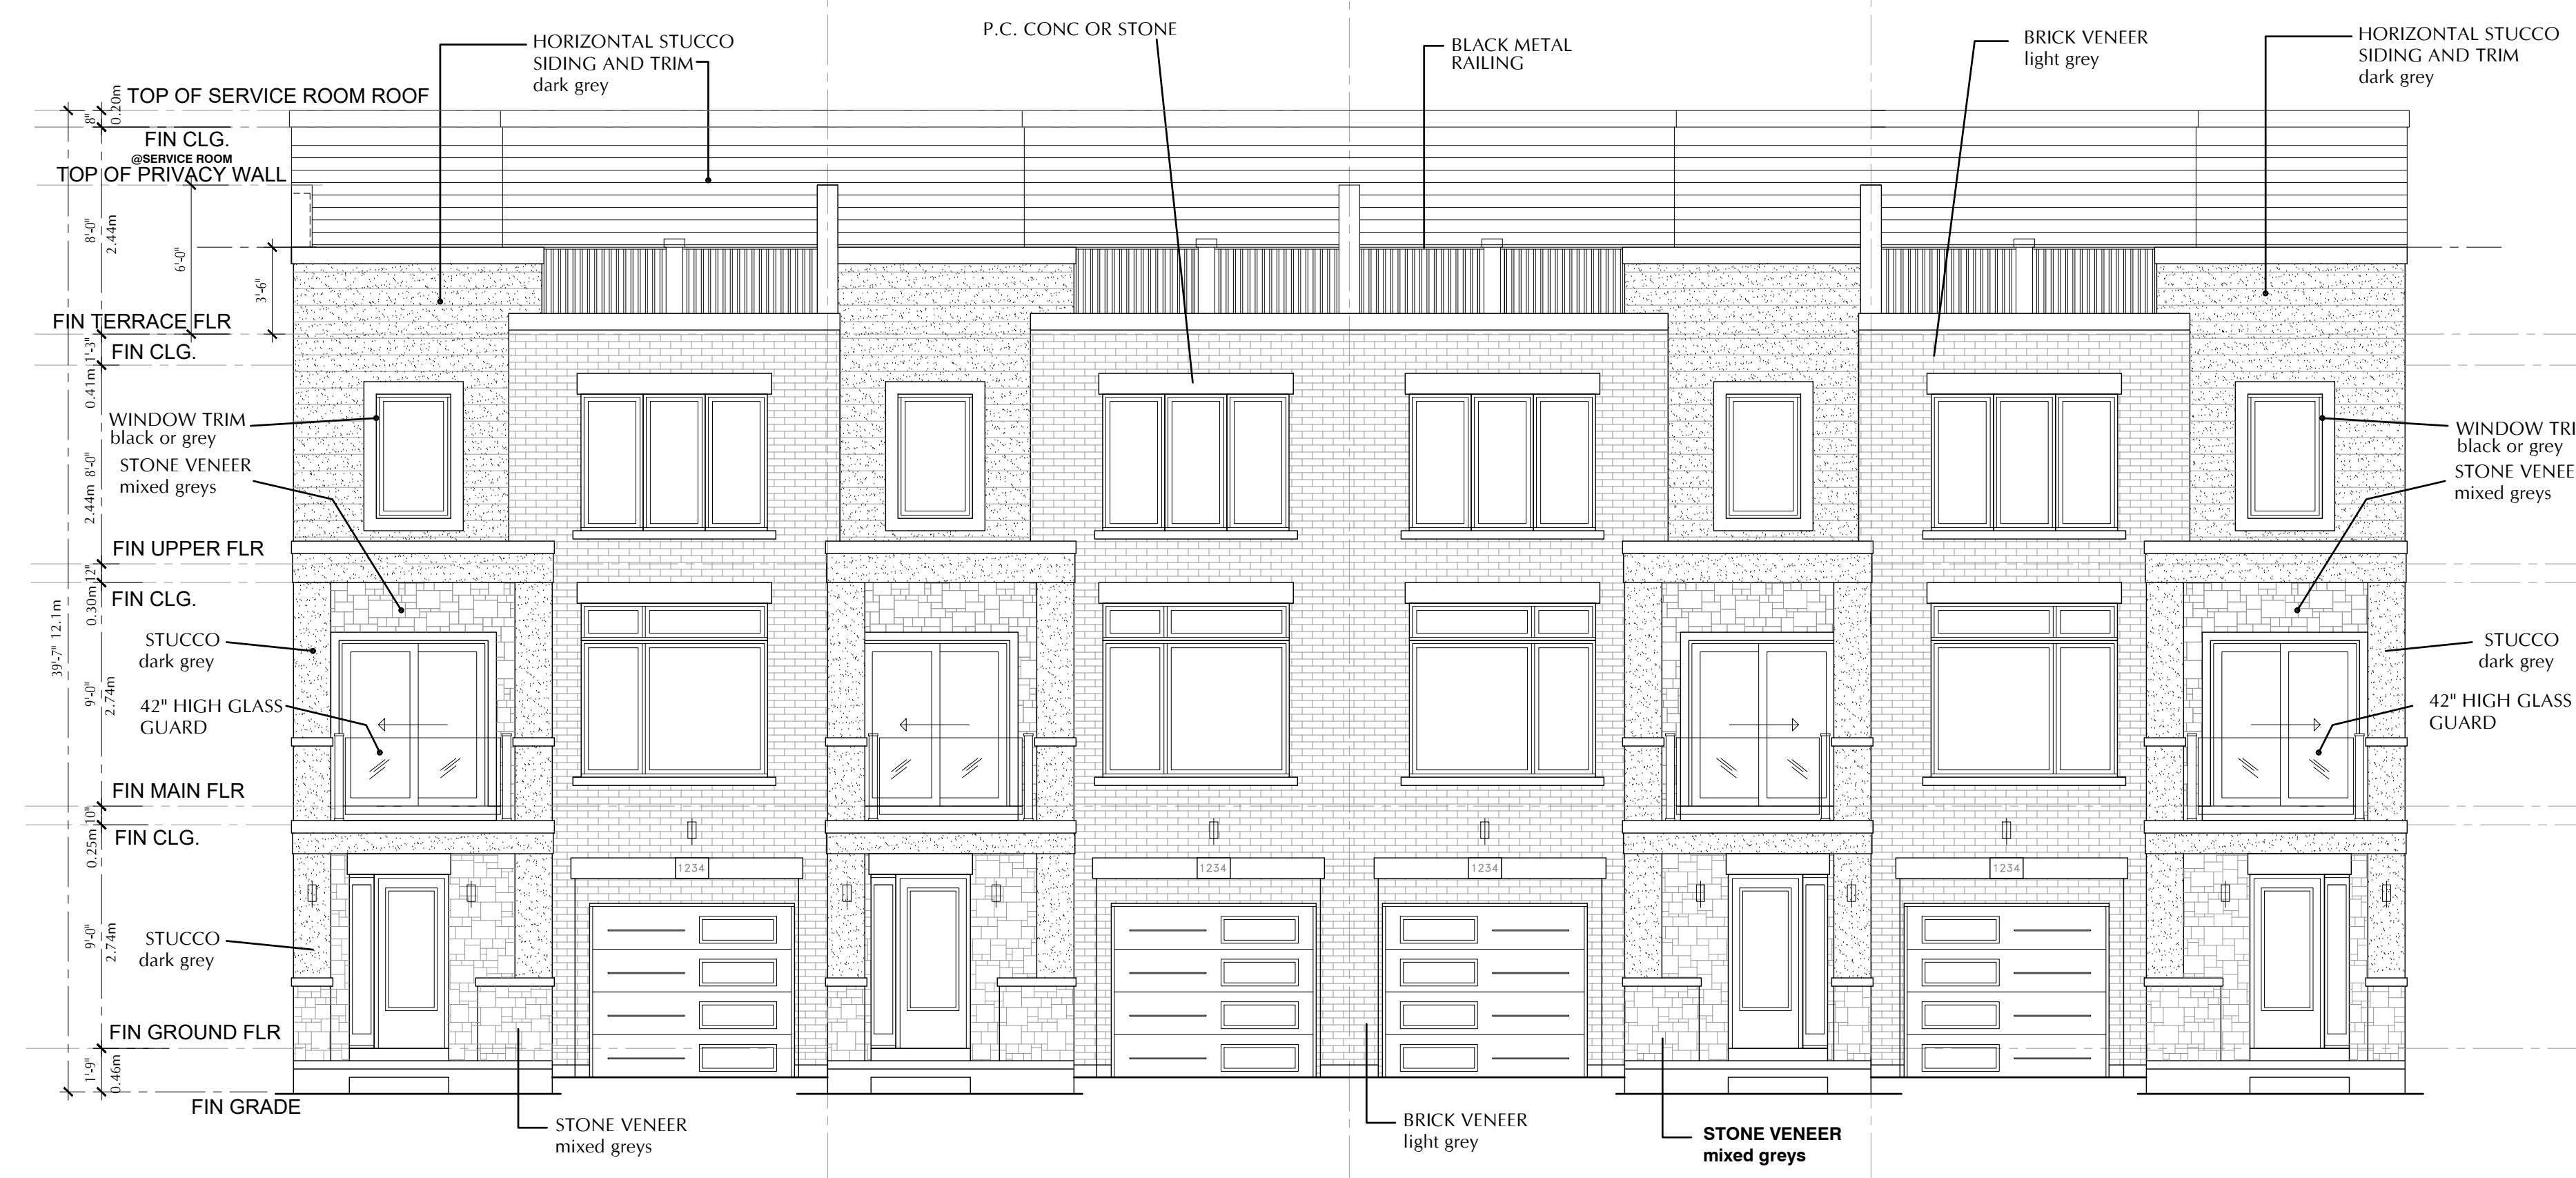 HORIZONTAL STUCCO
SIDING AND TRIM
dark grey
P.C. CONC OR STONE
BLACK METAL
RAILING
BRICK VENEER
light grey
HORIZONTAL STUCCO
SIDING AND TRIM
dark grey
TOP OF SERVICE ROOM ROOF
8"
0.20m
FIN CLG.
@SERVICE ROOM
TOP OF PRIVACY WALL
8'-0"
2.44m
6'-0"
3'-6"
FIN TERRACE FLR
1'-3"
0.41m
FIN CLG.
WINDOW TRIM
black or grey
STONE VENEER
mixed greys
8'-0"
2.44m
WINDOW TRI
black or grey
STONE VENEE
mixed greys
FIN UPPER FLR
12"
0.30m
FIN CLG.
39'-7" 12.1m
STUCCO
dark grey
9'-0"
2.74m
42" HIGH GLASS
GUARD
STUCCO
dark grey
42" HIGH GLASS
GUARD
FIN MAIN FLR
10"
0.25m
FIN CLG.
1234
1234
1234
1234
STUCCO
dark grey
9'-0"
2.74m
FIN GROUND FLR
1'-9"
0.46m
FIN GRADE
STONE VENEER
mixed greys
BRICK VENEER
light grey
STONE VENEER
mixed greys